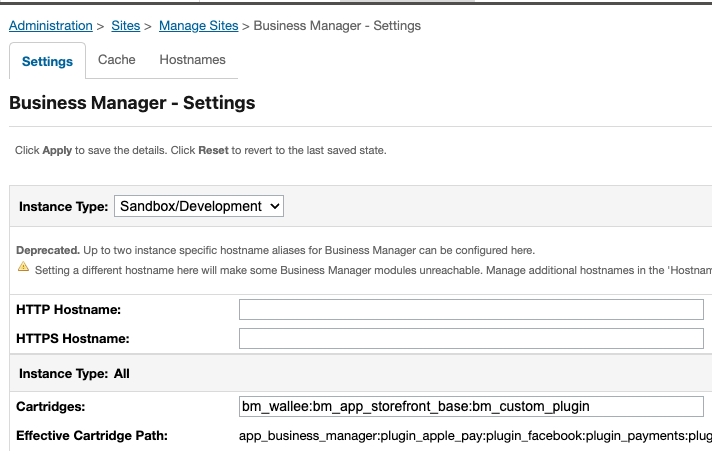 Administration > Sites > Manage Sites > Business Manager - Settings
Settings Cache Hostnames
Business Manager - Settings
Click Apply to save the details. Click Reset to revert to the last saved state.
Instance Type: Sandbox/Development
Deprecated. Up to two instance specific hostname aliases for Business Manager can be configured here.
Setting a different hostname here will make some Business Manager modules unreachable. Manage additional hostnames in the 'Hostnam
HTTP Hostname:
HTTPS Hostname:
Instance Type: All
Cartridges: bm_wallee:bm_app_storefront_base:bm_custom_plugin
Effective Cartridge Path: app_business_manager:plugin_apple_pay:plugin_facebook:plugin_payments:plug